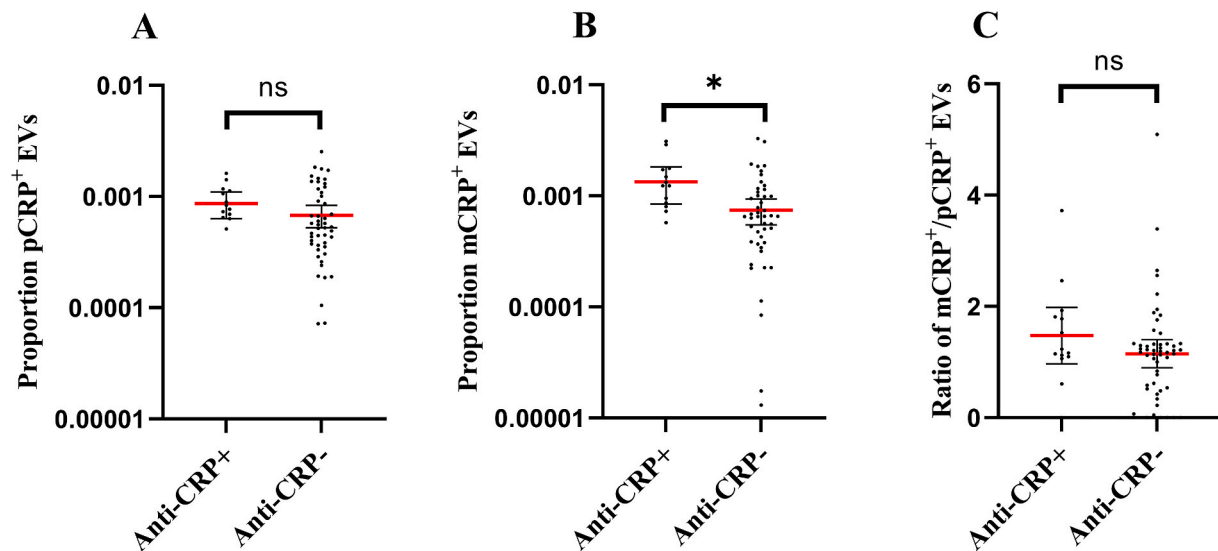 A
Proportion pCRP+ EVs
0.01
0.001
0.0001
0.00001
ns
Anti-CRP+
Anti-CRP-
B
Proportion mCRP+ EVs
0.01
0.001
0.0001
0.00001
*
Anti-CRP+
Anti-CRP-
C
Ratio of mCRP+/pCRP+ EVs
6
4
2
0
ns
Anti-CRP+
Anti-CRP-